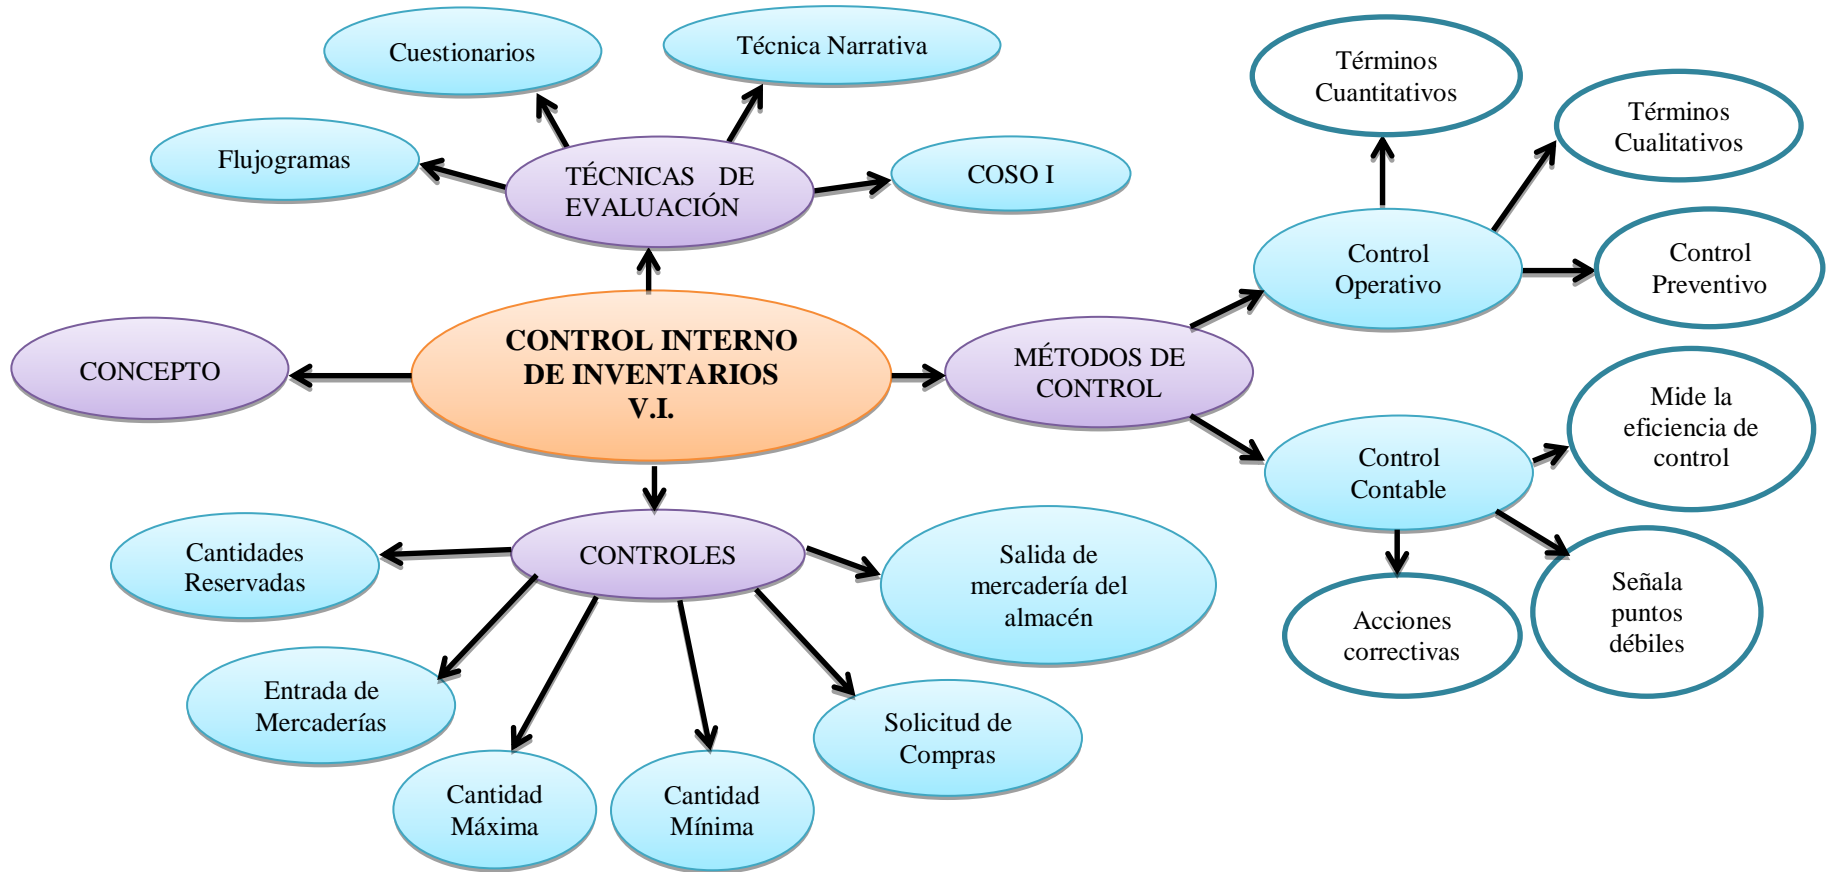 Cuestionarios
Técnica Narrativa
Flujogramas
TÉCNICAS DE
EVALUACIÓN
COSO I
Términos
Cuantitativos
Términos
Cualitativos
Control
Operativo
Control
Preventivo
CONCEPTO
CONTROL INTERNO
DE INVENTARIOS
V.I.
MÉTODOS DE
CONTROL
Mide la
eficiencia de
control
Control
Contable
Señala
puntos
débiles
Acciones
correctivas
CONTROLES
Cantidades
Reservadas
Salida de
mercadería del
almacén
Entrada de
Mercaderías
Solicitud de
Compras
Cantidad
Máxima
Cantidad
Mínima